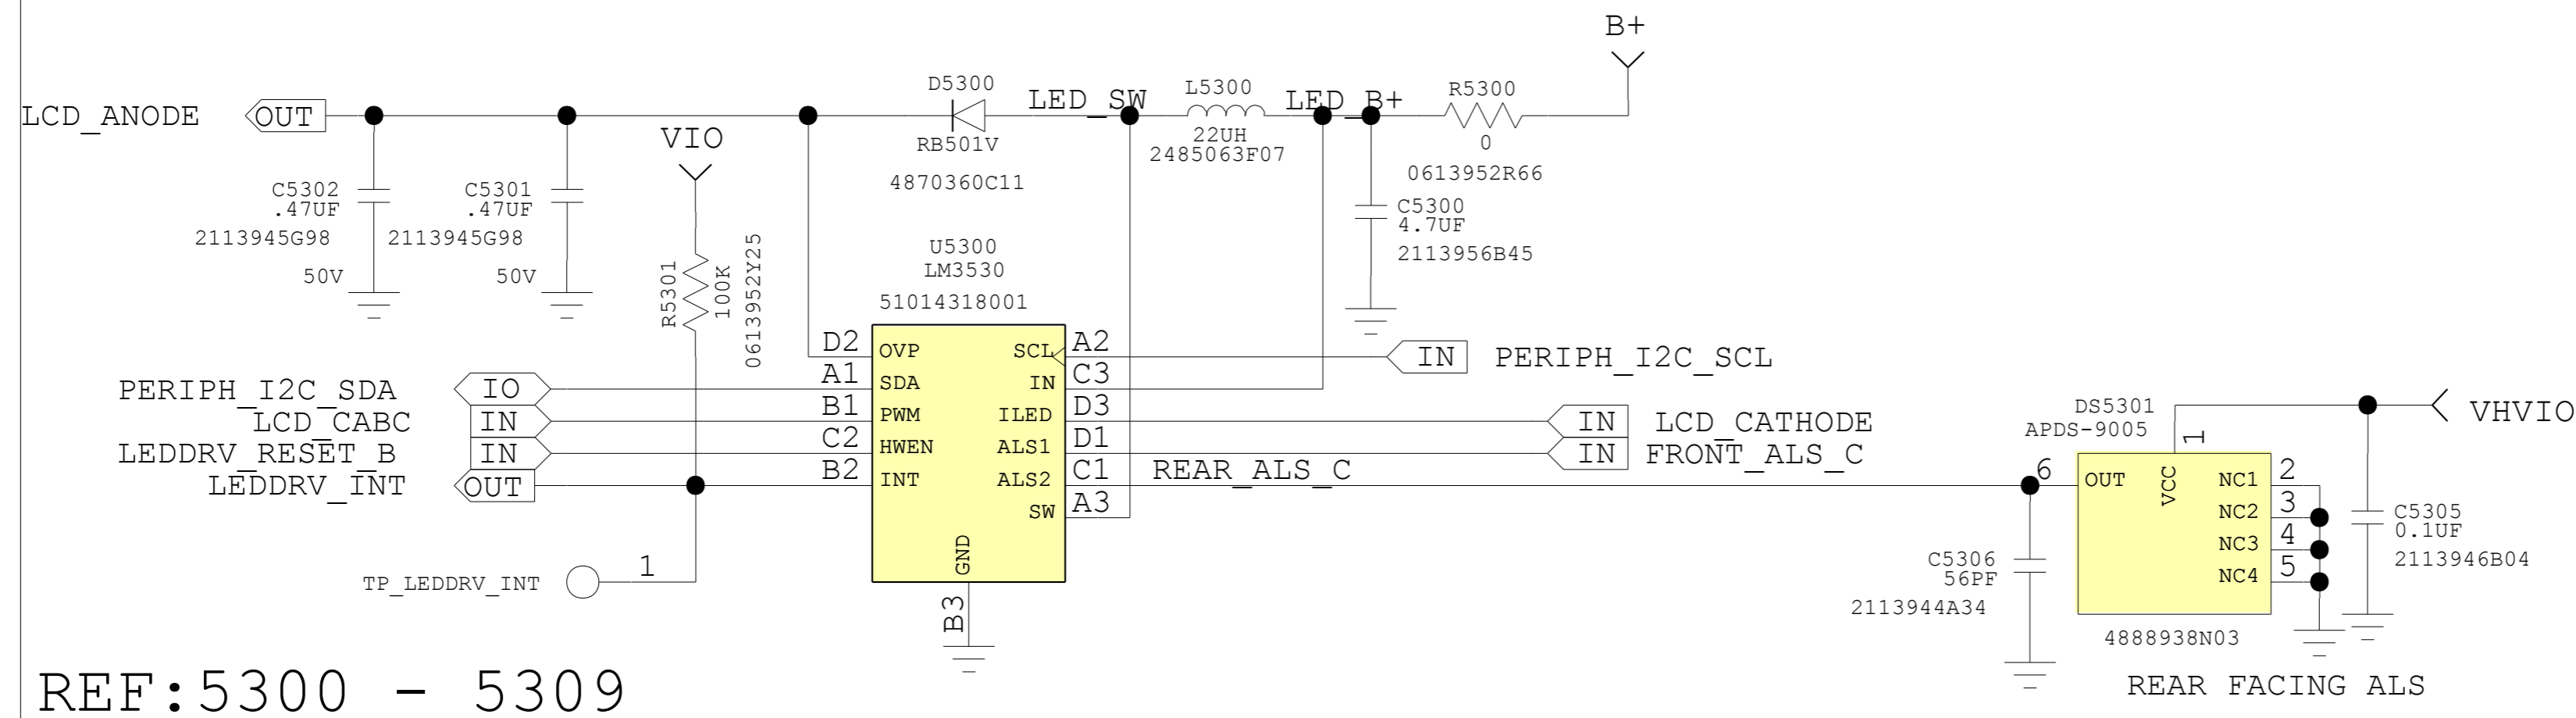 B+
D5300
LED_SW
L5300
LED_B+
R5300
LCD_ANODE
OUT
VIO
RB501V
22UH
2485063F07
0
4870360C11
0613952R66
C5302
.47UF
2113945G98
50V
C5301
.47UF
2113945G98
50V
C5300
4.7UF
2113956B45
R5301
100K
0613952Y25
U5300
LM3530
51014318001
D2
OVP
SCL
A2
IN
PERIPH_I2C_SCL
PERIPH_I2C_SDA
IO
A1
SDA
IN
C3
LCD_CABC
IN
B1
PWM
ILED
D3
IN
LCD_CATHODE
LEDDRV_RESET_B
IN
C2
HWEN
ALS1
D1
IN
FRONT_ALS_C
LEDDRV_INT
OUT
B2
INT
ALS2
C1
REAR_ALS_C
SW
A3
GND
B3
TP_LEDDRV_INT
1
DS5301
APDS-9005
1
VHVIO
6
OUT
VCC
NC1
2
NC2
3
NC3
4
NC4
5
C5305
0.1UF
2113946B04
C5306
56PF
2113944A34
4888938N03
REAR FACING ALS
REF:5300 - 5309